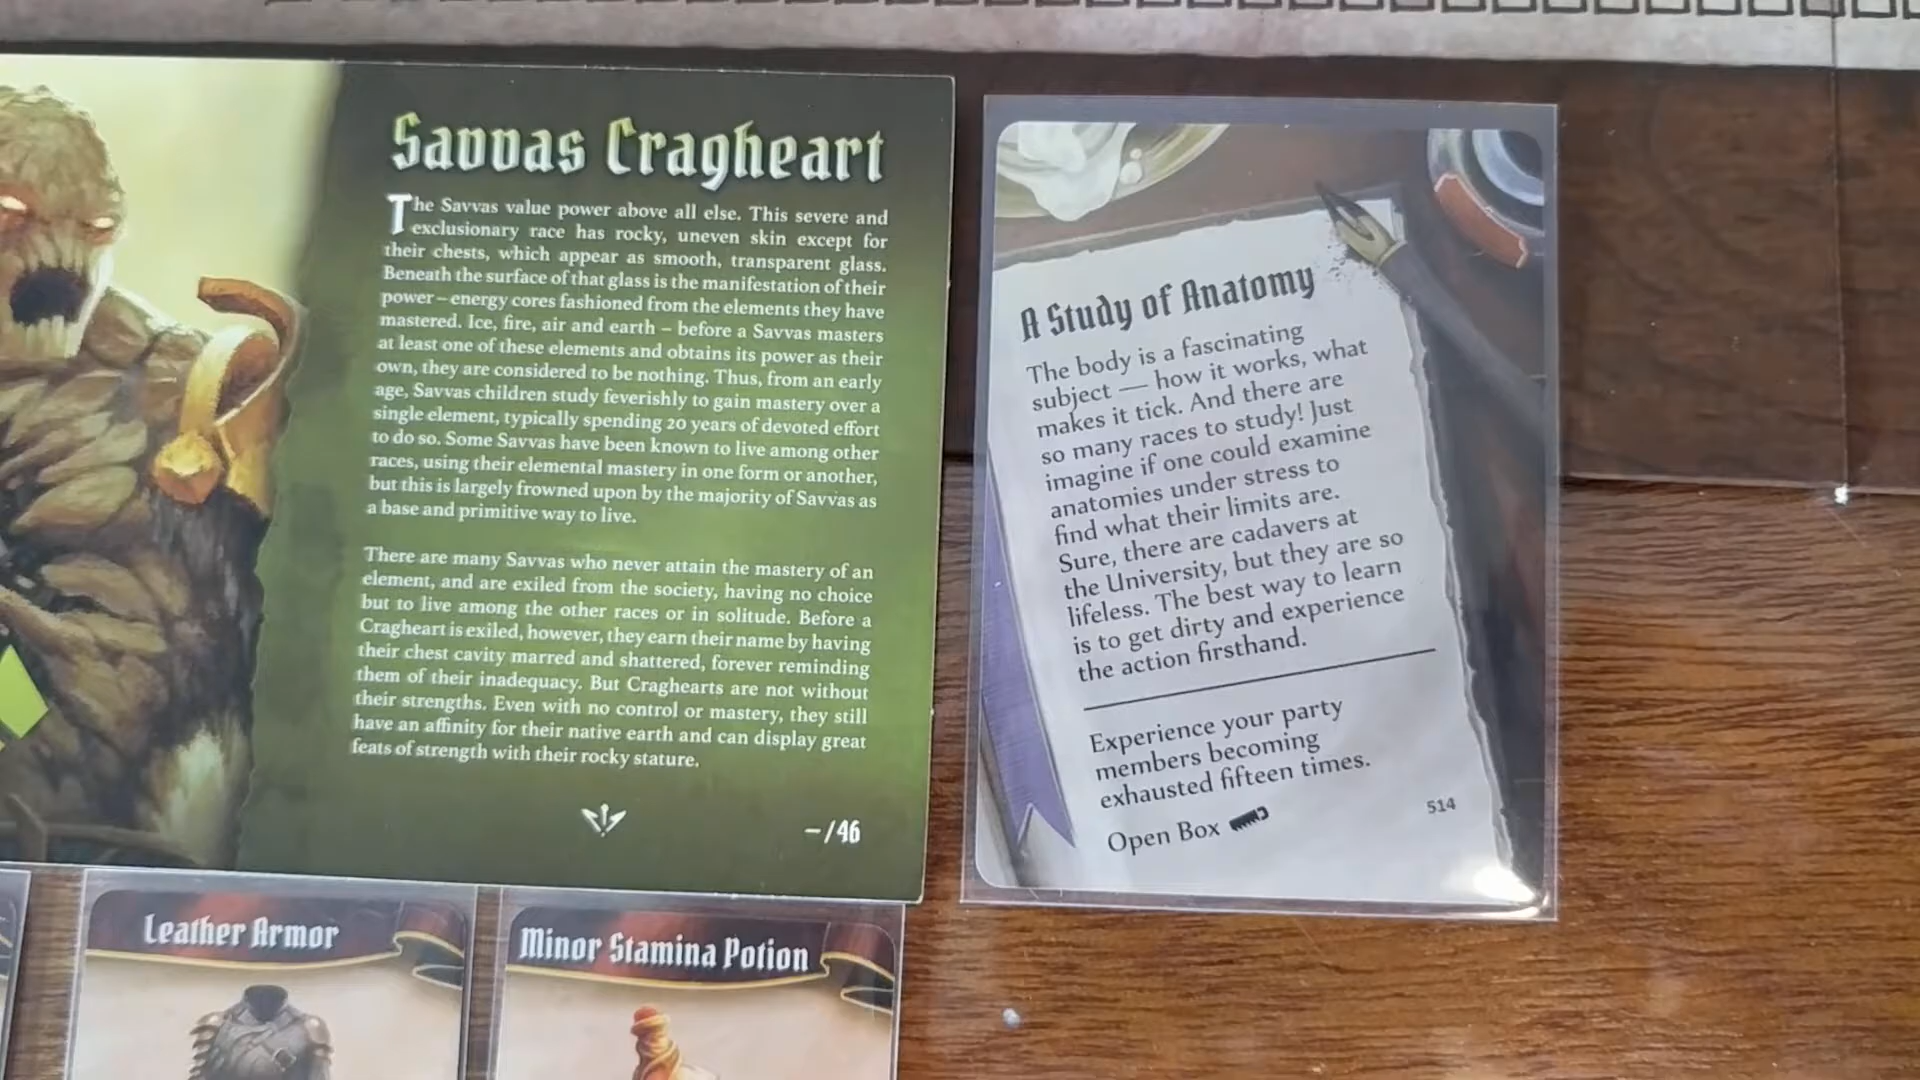 Savvas Cragheart
The Savvas value power above all else. This severe and
exclusionary race has rocky, uneven skin except for
their chests, which appear as smooth, transparent glass.
Beneath the surface of that glass is the manifestation of their
power – energy cores fashioned from the elements they have
mastered. Ice, fire, air and earth – before a Savvas masters
at least one of these elements and obtains its power as their
own, they are considered to be nothing. Thus, from an early
age, Savvas children study feverishly to gain mastery over a
single element, typically spending 20 years of devoted effort
to do so. Some Savvas have been known to live among other
races, using their elemental mastery in one form or another,
but this is largely frowned upon by the majority of Savvas as
a base and primitive way to live.
There are many Savvas who never attain the mastery of an
element, and are exiled from the society, having no choice
but to live among the other races or in solitude. Before a
Cragheart is exiled, however, they earn their name by having
their chest cavity marred and shattered, forever reminding
them of their inadequacy. But Craghearts are not without
their strengths. Even with no control or mastery, they still
have an affinity for their native earth and can display great
feats of strength with their rocky stature.
–/46
A Study of Anatomy
The body is a fascinating
subject — how it works, what
makes it tick. And there are
so many races to study! Just
imagine if one could examine
anatomies under stress to
find what their limits are.
Sure, there are cadavers at
the University, but they are so
lifeless. The best way to learn
is to get dirty and experience
the action firsthand.
Experience your party
members becoming
exhausted fifteen times.
Open Box
514
Leather Armor
Minor Stamina Potion